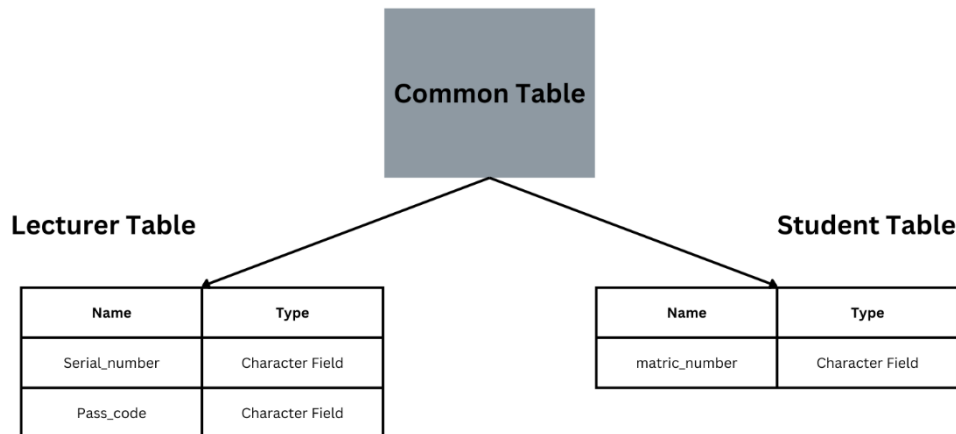 Common Table
Lecturer Table
Name Type
Serial_number Character Field
Pass_code Character Field
Student Table
Name Type
matric_number Character Field